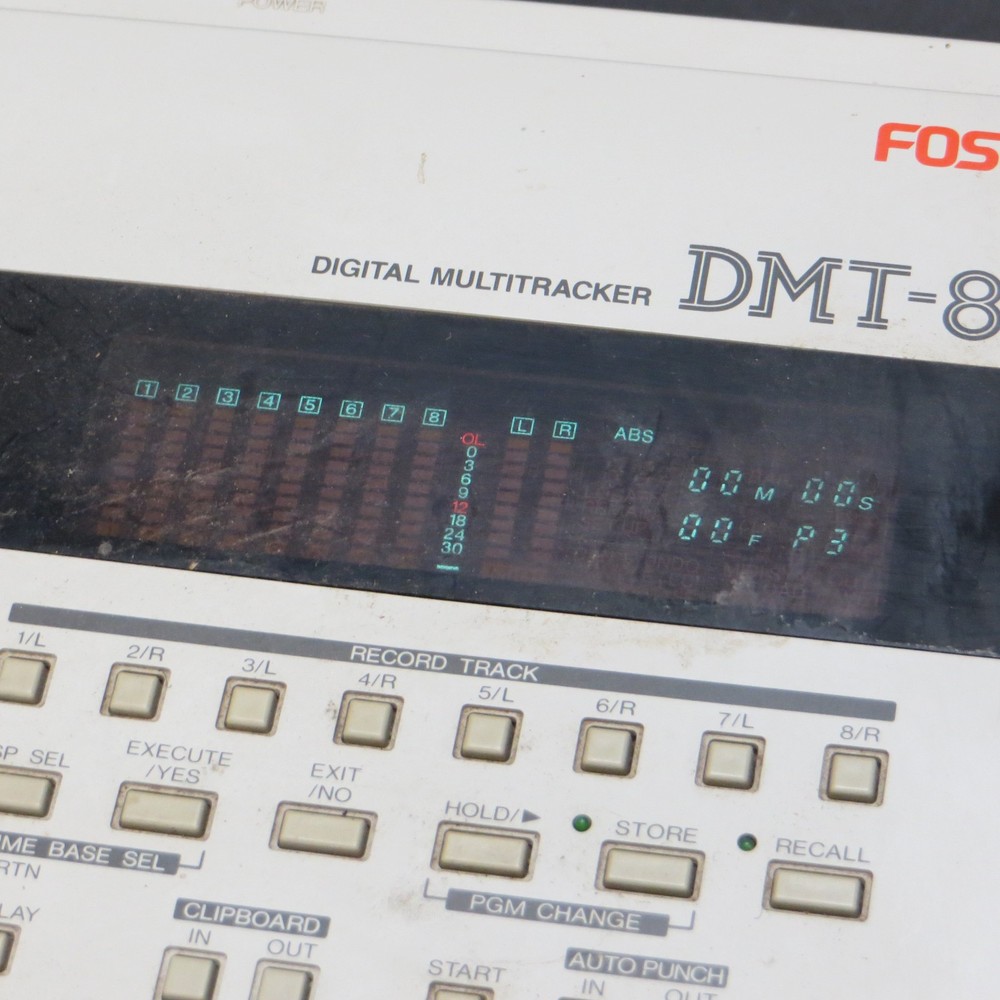 POWER
FOS
DIGITAL MULTITRACKER DMT-8
1 2 3 4 5 6 7 8 L R ABS
OL
0
3
6
9
12
18
24
30
00 M 00 S
00 F P3
RECORD TRACK
1/L 2/R 3/L 4/R 5/L 6/R 7/L 8/R
SP SEL EXECUTE /YES EXIT /NO HOLD/▶ STORE RECALL
ME BASE SEL PGM CHANGE
RTN
LAY CLIPBOARD
IN OUT START AUTO PUNCH
IN OUT